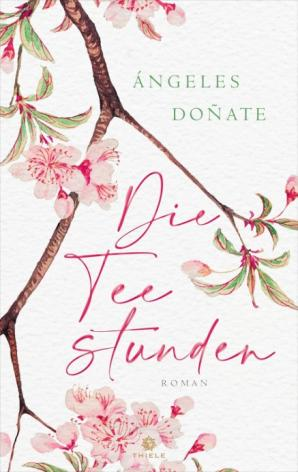 ÁNGELES
DOÑATE
Die
Tee
stunden
ROMAN
THIELE